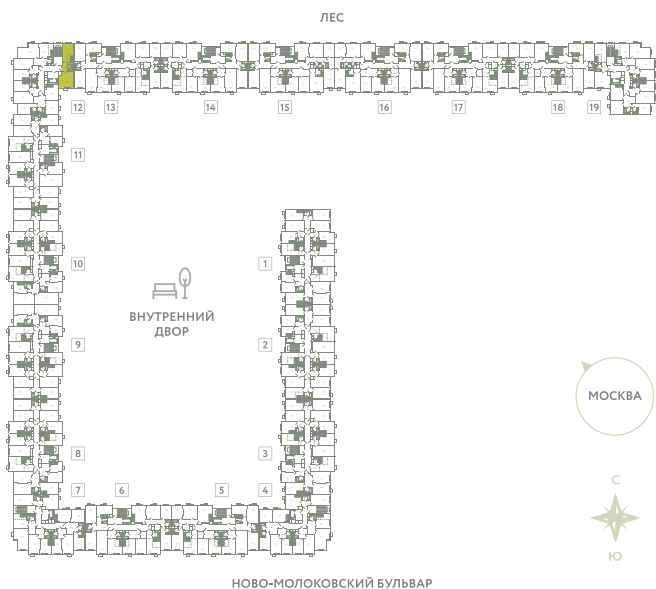 ЛЕС
12 13 14 15 16 17 18 19
11
10 1
ВНУТРЕННИЙ
ДВОР
9 2
МОСКВА
8 3
7 6 5 4
С
Ю
НОВО-МОЛОКОВСКИЙ БУЛЬВАР